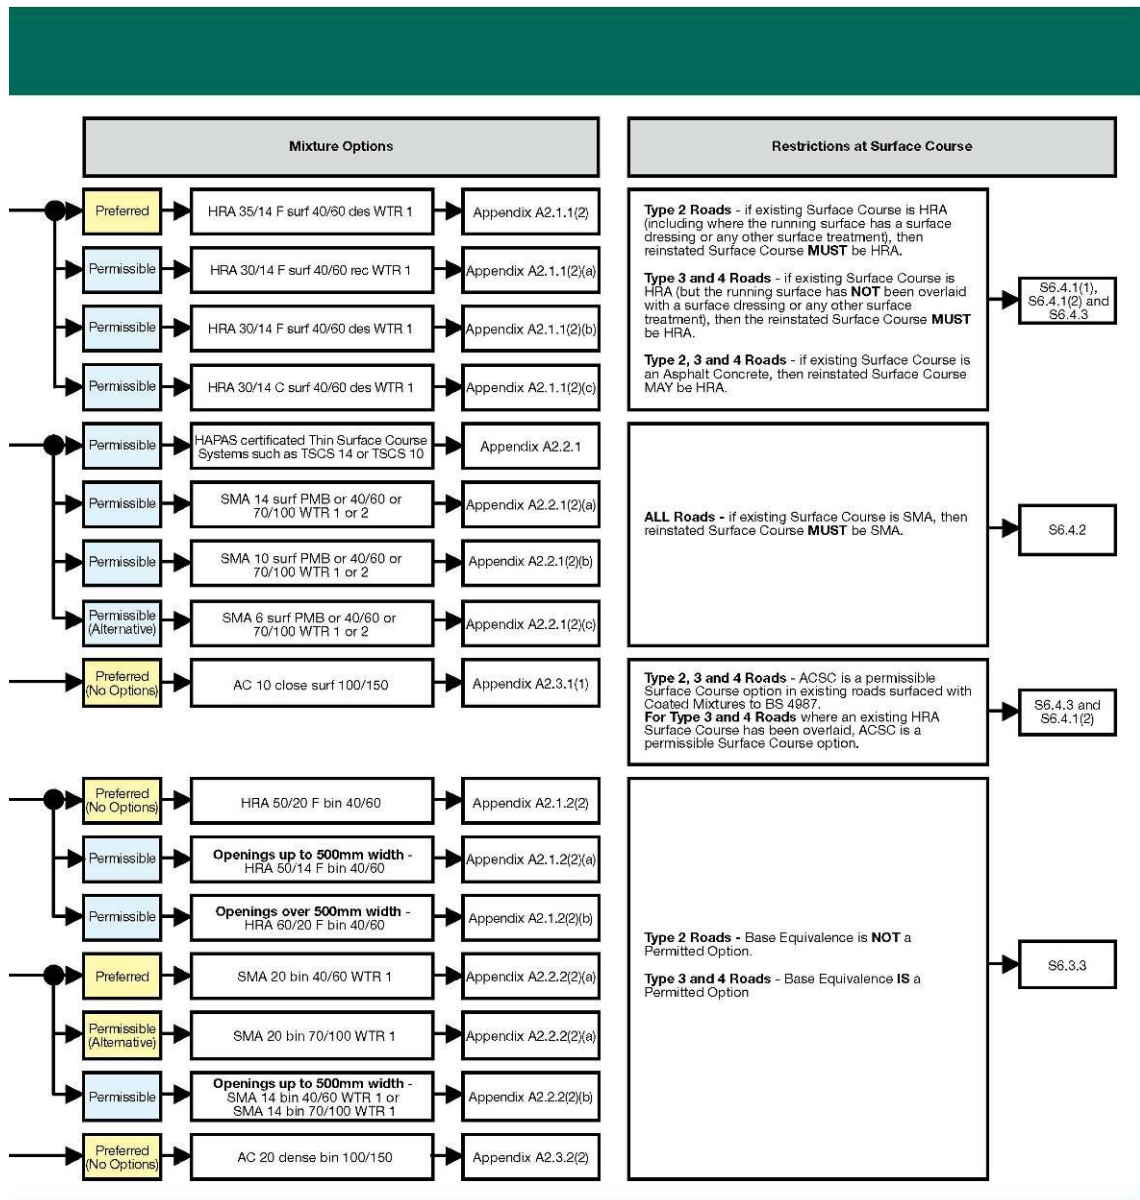 Mixture Options
Restrictions at Surface Course
Preferred
HRA 35/14 F surf 40/60 des WTR 1
Appendix A2.1.1(2)
Permissible
HRA 30/14 F surf 40/60 rec WTR 1
Appendix A2.1.1(2)(a)
Permissible
HRA 30/14 F surf 40/60 des WTR 1
Appendix A2.1.1(2)(b)
Permissible
HRA 30/14 C surf 40/60 des WTR 1
Appendix A2.1.1(2)(c)
Type 2 Roads - if existing Surface Course is HRA
(including where the running surface has a surface
dressing or any other surface treatment), then
reinstated Surface Course MUST be HRA.
Type 3 and 4 Roads - if existing Surface Course is
HRA (but the running surface has NOT been overlaid
with a surface dressing or any other surface
treatment), then the reinstated Surface Course MUST
be HRA.
Type 2, 3 and 4 Roads - if existing Surface Course is
an Asphalt Concrete, then reinstated Surface Course
MAY be HRA.
S6.4.1(1),
S6.4.1(2) and
S6.4.3
Permissible
HAPAS certificated Thin Surface Course
Systems such as TSCS 14 or TSCS 10
Appendix A2.2.1
Permissible
SMA 14 surf PMB or 40/60 or
70/100 WTR 1 or 2
Appendix A2.2.1(2)(a)
Permissible
SMA 10 surf PMB or 40/60 or
70/100 WTR 1 or 2
Appendix A2.2.1(2)(b)
Permissible
(Alternative)
SMA 6 surf PMB or 40/60 or
70/100 WTR 1 or 2
Appendix A2.2.1(2)(c)
ALL Roads - if existing Surface Course is SMA, then
reinstated Surface Course MUST be SMA.
S6.4.2
Preferred
(No Options)
AC 10 close surf 100/150
Appendix A2.3.1(1)
Type 2, 3 and 4 Roads - ACSC is a permissible
Surface Course option in existing roads surfaced with
Coated Mixtures to BS 4987.
For Type 3 and 4 Roads where an existing HRA
Surface Course has been overlaid, ACSC is a
permissible Surface Course option.
S6.4.3 and
S6.4.1(2)
Preferred
(No Options)
HRA 50/20 F bin 40/60
Appendix A2.1.2(2)
Permissible
Openings up to 500mm width -
HRA 50/14 F bin 40/60
Appendix A2.1.2(2)(a)
Permissible
Openings over 500mm width -
HRA 60/20 F bin 40/60
Appendix A2.1.2(2)(b)
Preferred
SMA 20 bin 40/60 WTR 1
Appendix A2.2.2(2)(a)
Permissible
(Alternative)
SMA 20 bin 70/100 WTR 1
Appendix A2.2.2(2)(a)
Permissible
Openings up to 500mm width -
SMA 14 bin 40/60 WTR 1 or
SMA 14 bin 70/100 WTR 1
Appendix A2.2.2(2)(b)
Preferred
(No Options)
AC 20 dense bin 100/150
Appendix A2.3.2(2)
Type 2 Roads - Base Equivalence is NOT a
Permitted Option.
Type 3 and 4 Roads - Base Equivalence IS a
Permitted Option
S6.3.3